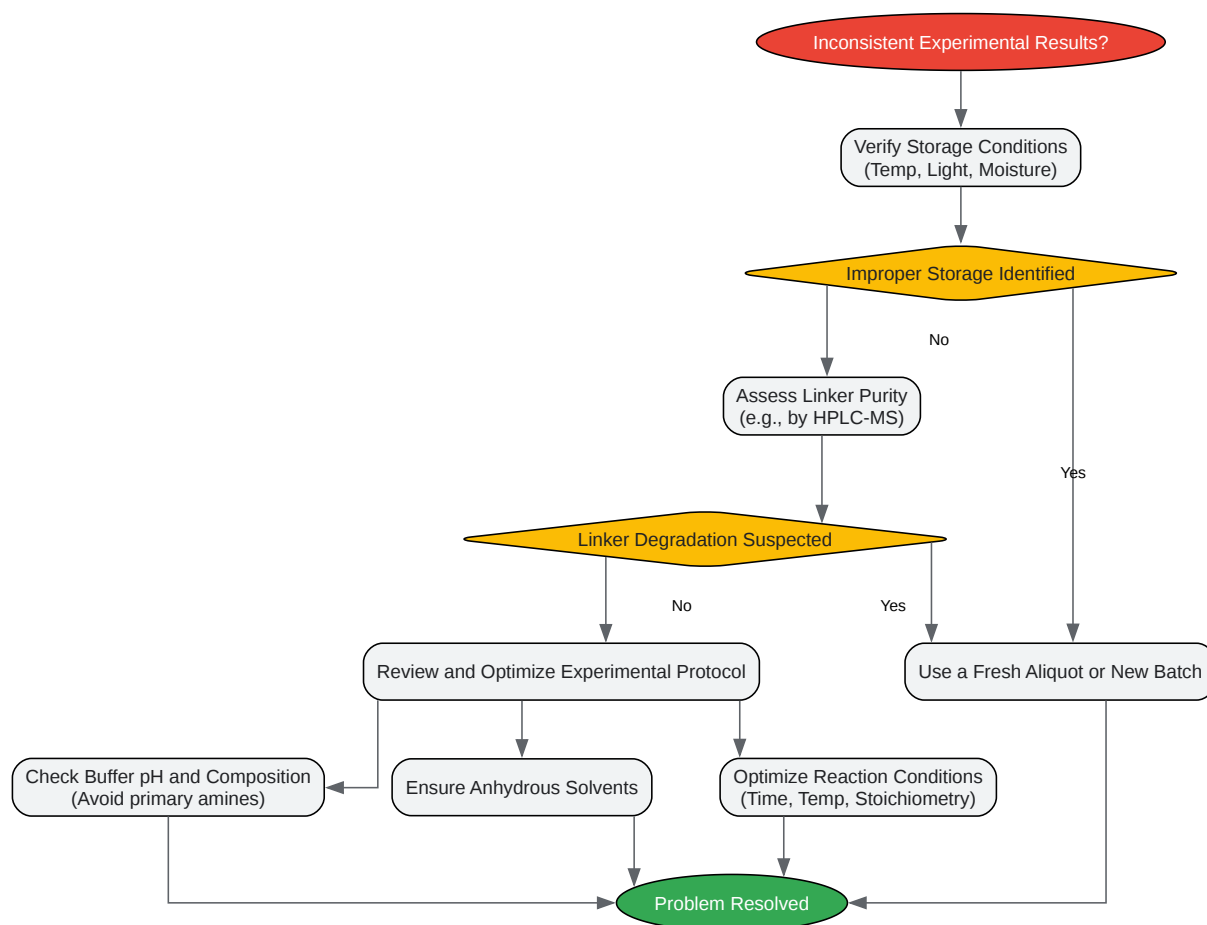 Inconsistent Experimental Results?
Verify Storage Conditions
(Temp, Light, Moisture)
Improper Storage Identified
No
Assess Linker Purity
(e.g., by HPLC-MS)
Yes
Linker Degradation Suspected
No
Yes
Review and Optimize Experimental Protocol
Use a Fresh Aliquot or New Batch
Check Buffer pH and Composition
(Avoid primary amines)
Ensure Anhydrous Solvents
Optimize Reaction Conditions
(Time, Temp, Stoichiometry)
Problem Resolved